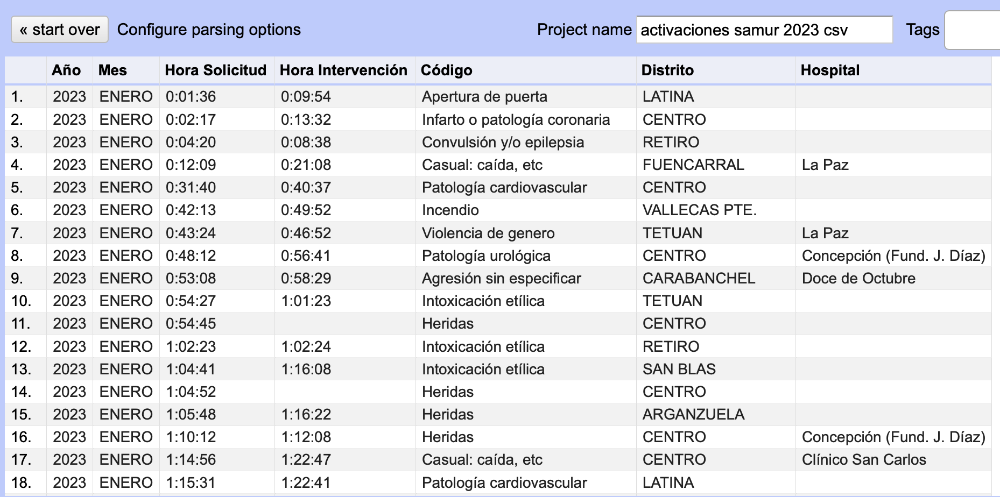 « start over Configure parsing options Project name activaciones samur 2023 csv Tags
Año Mes Hora Solicitud Hora Intervención Código Distrito Hospital
1. 2023 ENERO 0:01:36 0:09:54 Apertura de puerta LATINA
2. 2023 ENERO 0:02:17 0:13:32 Infarto o patología coronaria CENTRO
3. 2023 ENERO 0:04:20 0:08:38 Convulsión y/o epilepsia RETIRO
4. 2023 ENERO 0:12:09 0:21:08 Casual: caída, etc FUENCARRAL La Paz
5. 2023 ENERO 0:31:40 0:40:37 Patología cardiovascular CENTRO
6. 2023 ENERO 0:42:13 0:49:52 Incendio VALLECAS PTE.
7. 2023 ENERO 0:43:24 0:46:52 Violencia de genero TETUAN La Paz
8. 2023 ENERO 0:48:12 0:56:41 Patología urológica CENTRO Concepción (Fund. J. Díaz)
9. 2023 ENERO 0:53:08 0:58:29 Agresión sin especificar CARABANCHEL Doce de Octubre
10. 2023 ENERO 0:54:27 1:01:23 Intoxicación etílica TETUAN
11. 2023 ENERO 0:54:45 Heridas CENTRO
12. 2023 ENERO 1:02:23 1:02:24 Intoxicación etílica RETIRO
13. 2023 ENERO 1:04:41 1:16:08 Intoxicación etílica SAN BLAS
14. 2023 ENERO 1:04:52 Heridas CENTRO
15. 2023 ENERO 1:05:48 1:16:22 Heridas ARGANZUELA
16. 2023 ENERO 1:10:12 1:12:08 Heridas CENTRO Concepción (Fund. J. Díaz)
17. 2023 ENERO 1:14:56 1:22:47 Casual: caída, etc CENTRO Clínico San Carlos
18. 2023 ENERO 1:15:31 1:22:41 Patología cardiovascular LATINA